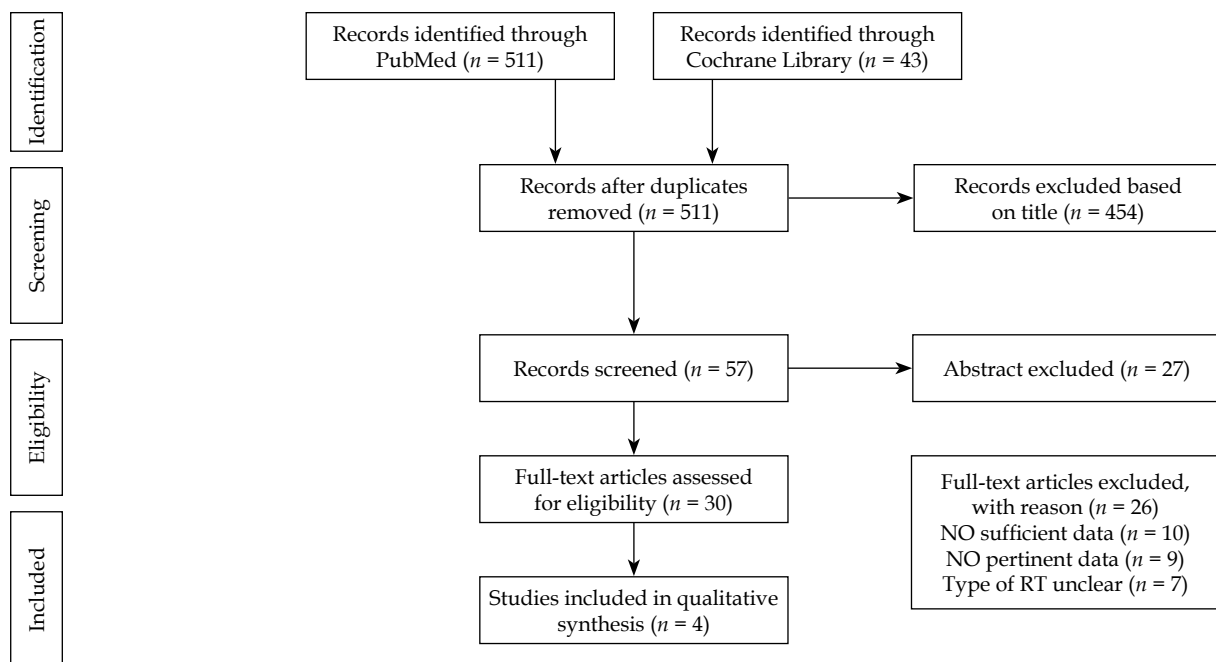 Identification
Records identified through
PubMed (n = 511)
Records identified through
Cochrane Library (n = 43)
Screening
Records after duplicates
removed (n = 511)
Records excluded based
on title (n = 454)
Eligibility
Records screened (n = 57)
Abstract excluded (n = 27)
Full-text articles assessed
for eligibility (n = 30)
Full-text articles excluded,
with reason (n = 26)
NO sufficient data (n = 10)
NO pertinent data (n = 9)
Type of RT unclear (n = 7)
Included
Studies included in qualitative
synthesis (n = 4)